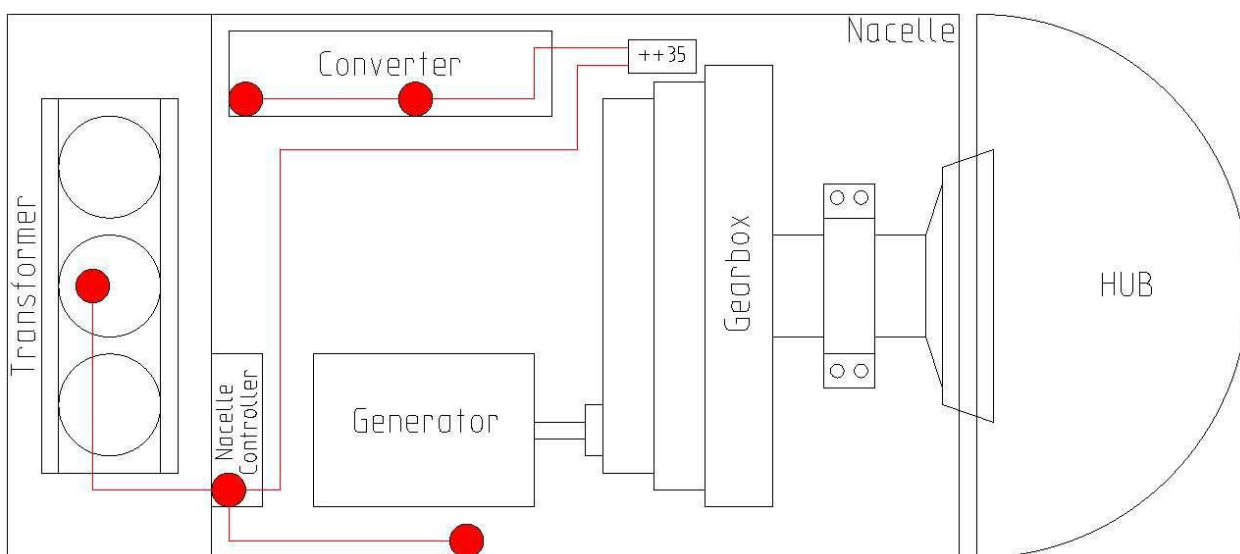 Nacelle
Converter
++35
Transformer
Gearbox
HUB
Nacelle
Controller
Generator